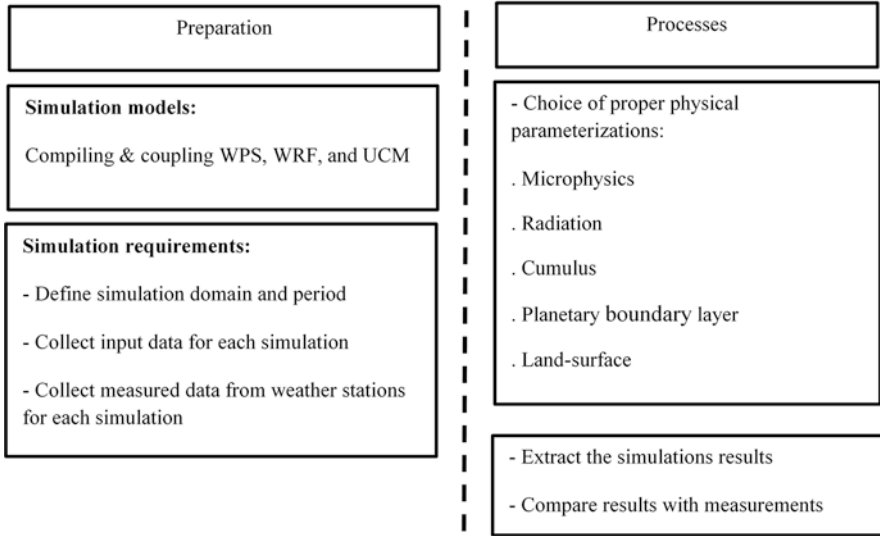 Preparation
Simulation models:
Compiling & coupling WPS, WRF, and UCM
Simulation requirements:
- Define simulation domain and period
- Collect input data for each simulation
- Collect measured data from weather stations
for each simulation
Processes
- Choice of proper physical
parameterizations:
. Microphysics
. Radiation
. Cumulus
. Planetary boundary layer
. Land-surface
- Extract the simulations results
- Compare results with measurements